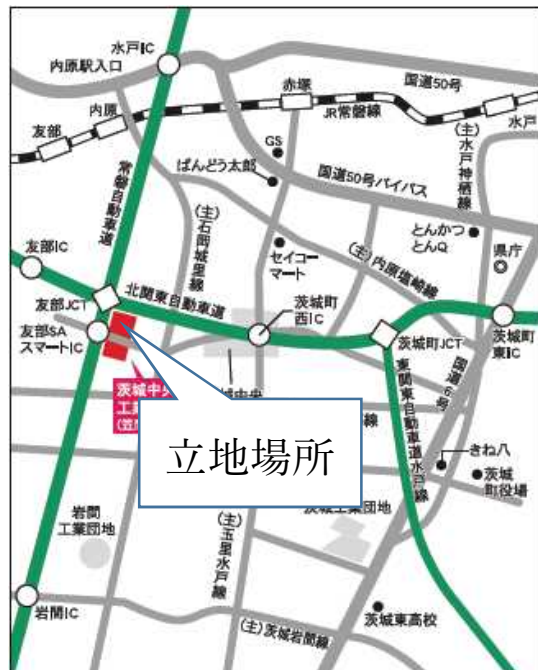 水戸IC
内原駅入口
国道50号
赤塚
内原
友部
JR常磐線
水戸
(主)水戸神栖線
GS
ばんどう太郎
国道50号バイパス
常磐自動車道
(主)石岡城里線
とんかつ
とんQ
県庁
セイコー
マート
(主)内原塩崎線
友部IC
北関東自動車道
友部JCT
茨城町
西IC
友部SA
スマートIC
茨城町JCT
茨城町
東IC
国道6号
東関東自動車道水戸線
茨城中央
工業
(笠
城中央
線
立地場所
きね八
茨城
町役場
岩間
工業団地
(主)玉里水戸線
茨城工業団地
岩間IC
(主)茨城岩間線
茨城東高校